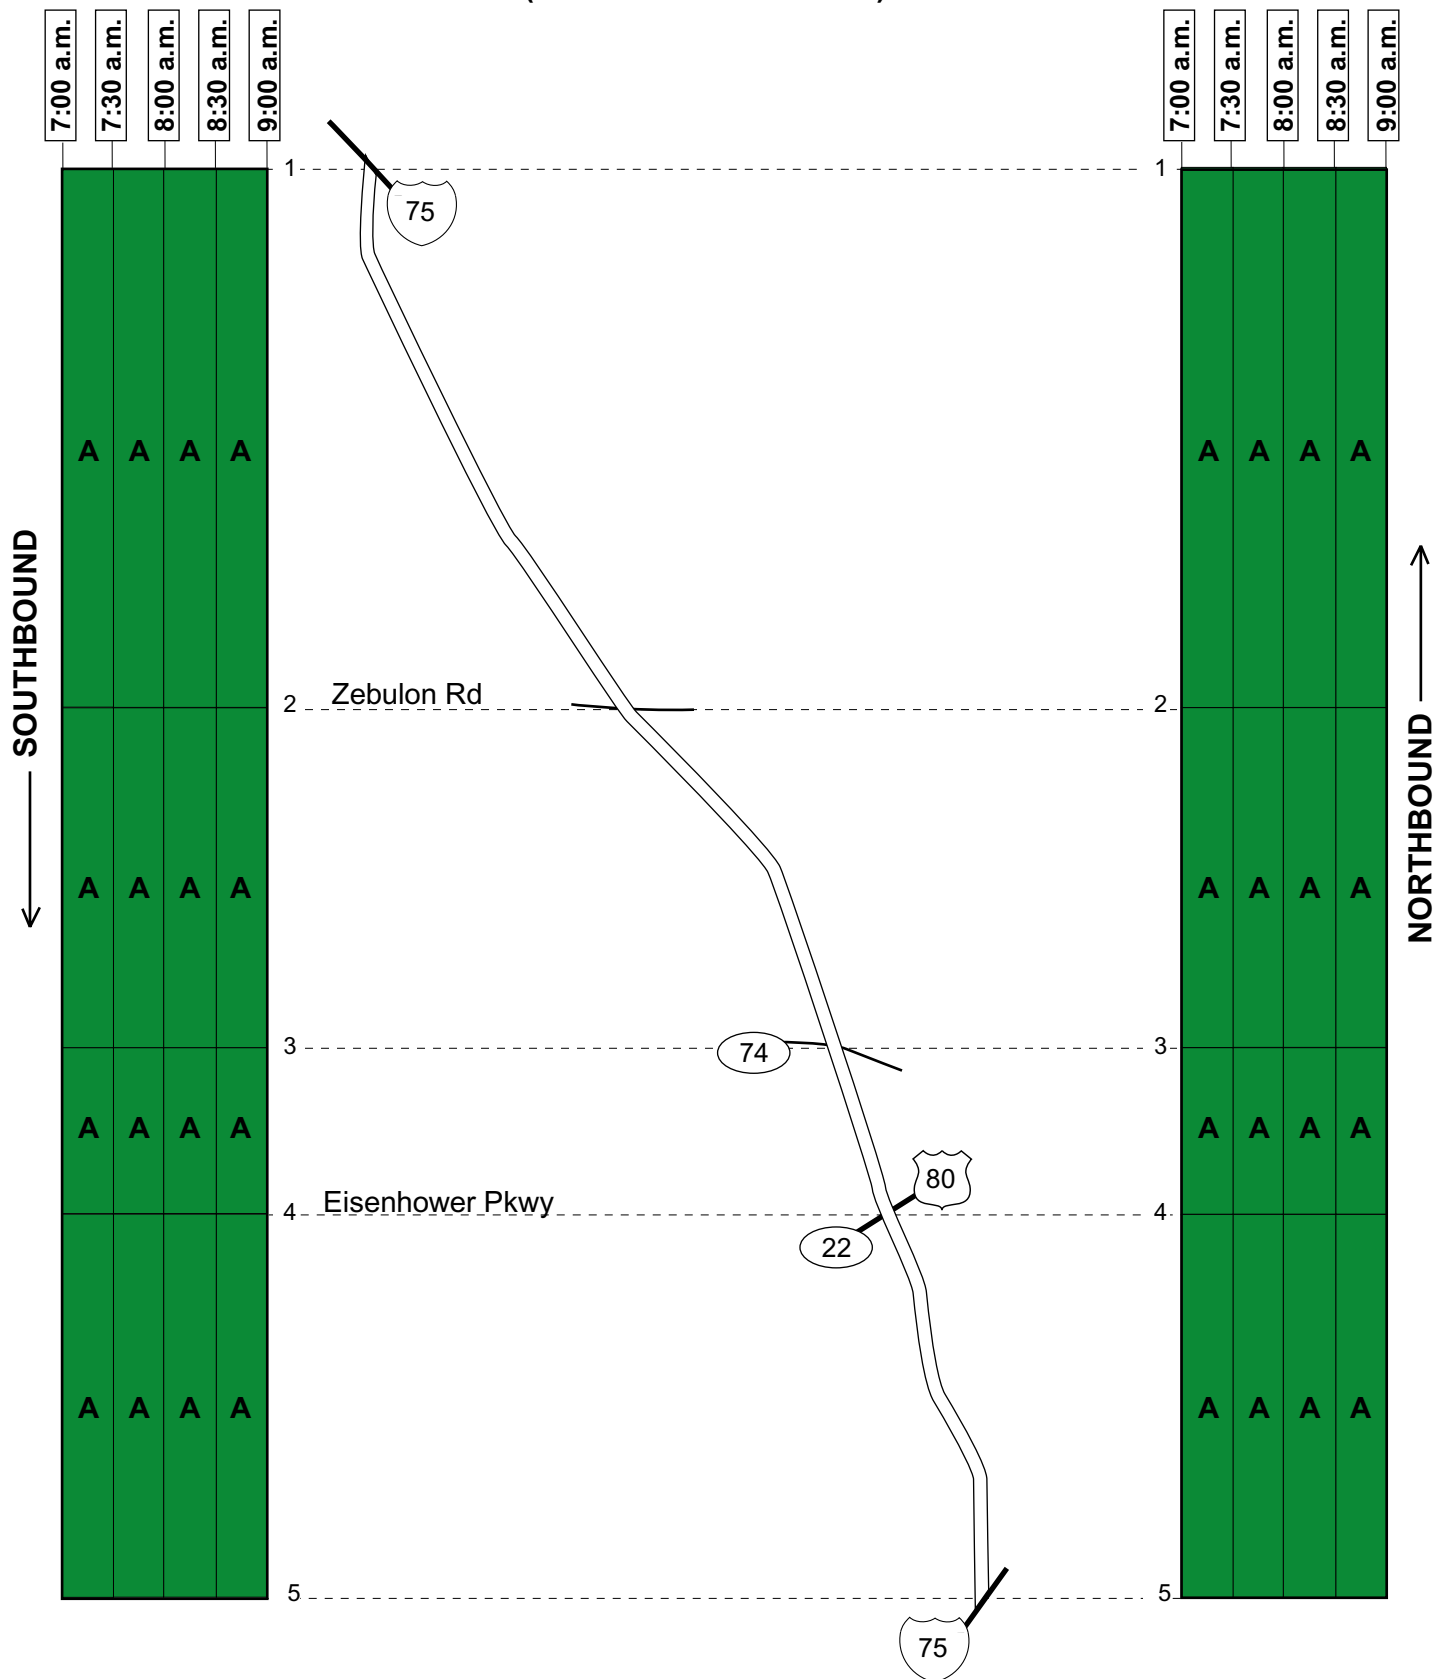 7:00 a.m. 7:30 a.m. 8:00 a.m. 8:30 a.m. 9:00 a.m. 7:00 a.m. 7:30 a.m. 8:00 a.m. 8:30 a.m. 9:00 a.m.
1 1
75
A A A A A A A A
SOUTHBOUND
NORTHBOUND
2 Zebulon Rd 2
A A A A A A A A
3 74 3
A A A A A A A A
80
4 Eisenhower Pkwy 4
22
A A A A A A A A
5 5
75